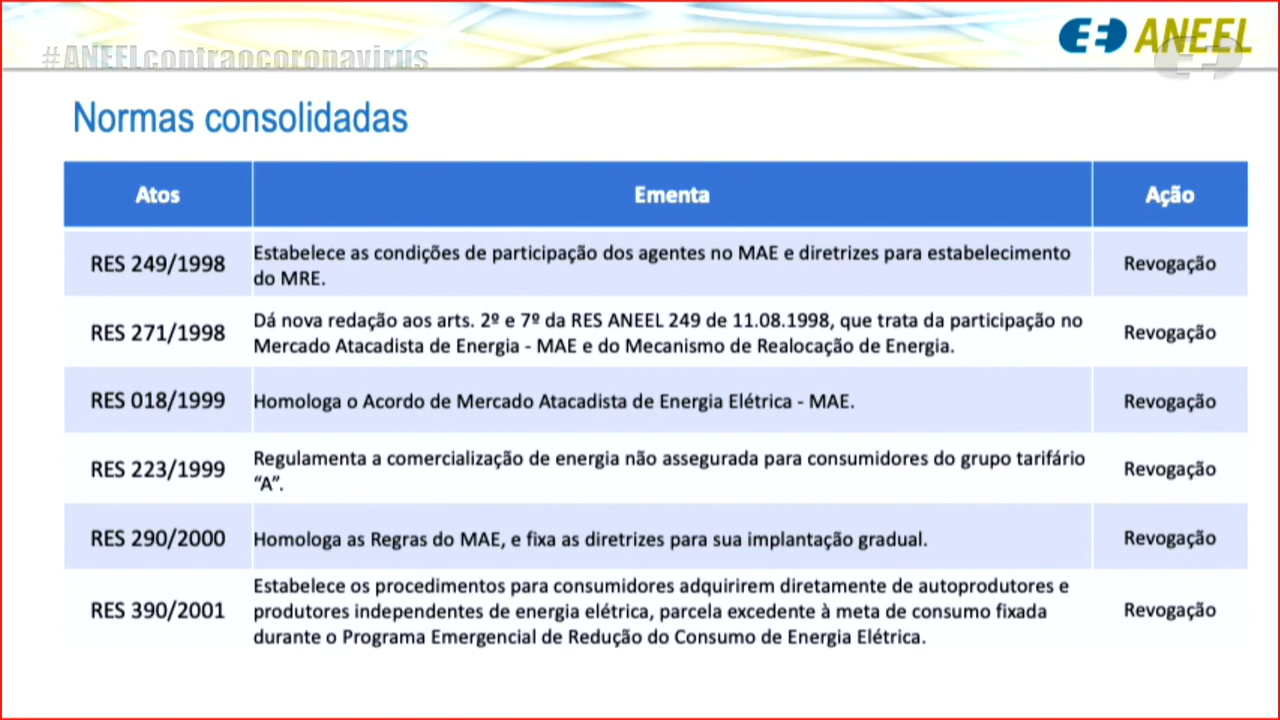 #ANEELcontraocoronavirus
ANEEL
Normas consolidadas
Atos Ementa Ação
RES 249/1998 Estabelece as condições de participação dos agentes no MAE e diretrizes para estabelecimento Revogação
do MRE.
RES 271/1998 Dá nova redação aos arts. 2º e 7º da RES ANEEL 249 de 11.08.1998, que trata da participação no Revogação
Mercado Atacadista de Energia - MAE e do Mecanismo de Realocação de Energia.
RES 018/1999 Homologa o Acordo de Mercado Atacadista de Energia Elétrica - MAE. Revogação
RES 223/1999 Regulamenta a comercialização de energia não assegurada para consumidores do grupo tarifário Revogação
“A”.
RES 290/2000 Homologa as Regras do MAE, e fixa as diretrizes para sua implantação gradual. Revogação
Estabelece os procedimentos para consumidores adquirirem diretamente de autoprodutores e
RES 390/2001 produtores independentes de energia elétrica, parcela excedente à meta de consumo fixada Revogação
durante o Programa Emergencial de Redução do Consumo de Energia Elétrica.